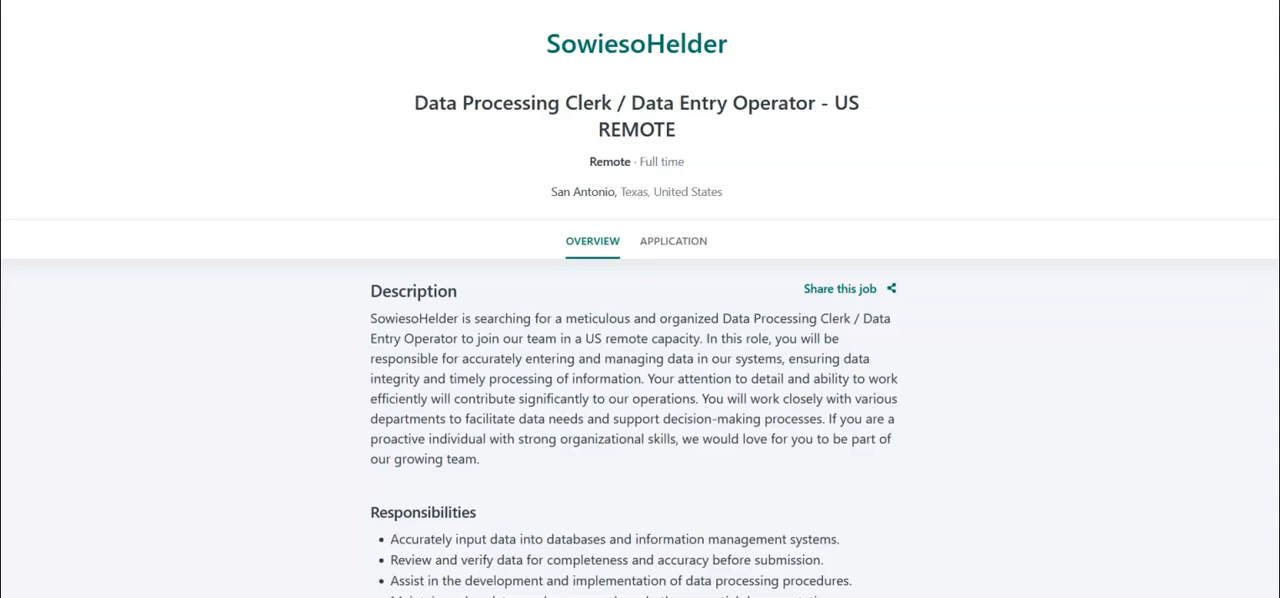 SowiesoHelder
Data Processing Clerk / Data Entry Operator - US
REMOTE
Remote · Full time
San Antonio, Texas, United States
OVERVIEW APPLICATION
Description
Share this job
SowiesoHelder is searching for a meticulous and organized Data Processing Clerk / Data
Entry Operator to join our team in a US remote capacity. In this role, you will be
responsible for accurately entering and managing data in our systems, ensuring data
integrity and timely processing of information. Your attention to detail and ability to work
efficiently will contribute significantly to our operations. You will work closely with various
departments to facilitate data needs and support decision-making processes. If you are a
proactive individual with strong organizational skills, we would love for you to be part of
our growing team.
Responsibilities
• Accurately input data into databases and information management systems.
• Review and verify data for completeness and accuracy before submission.
• Assist in the development and implementation of data processing procedures.